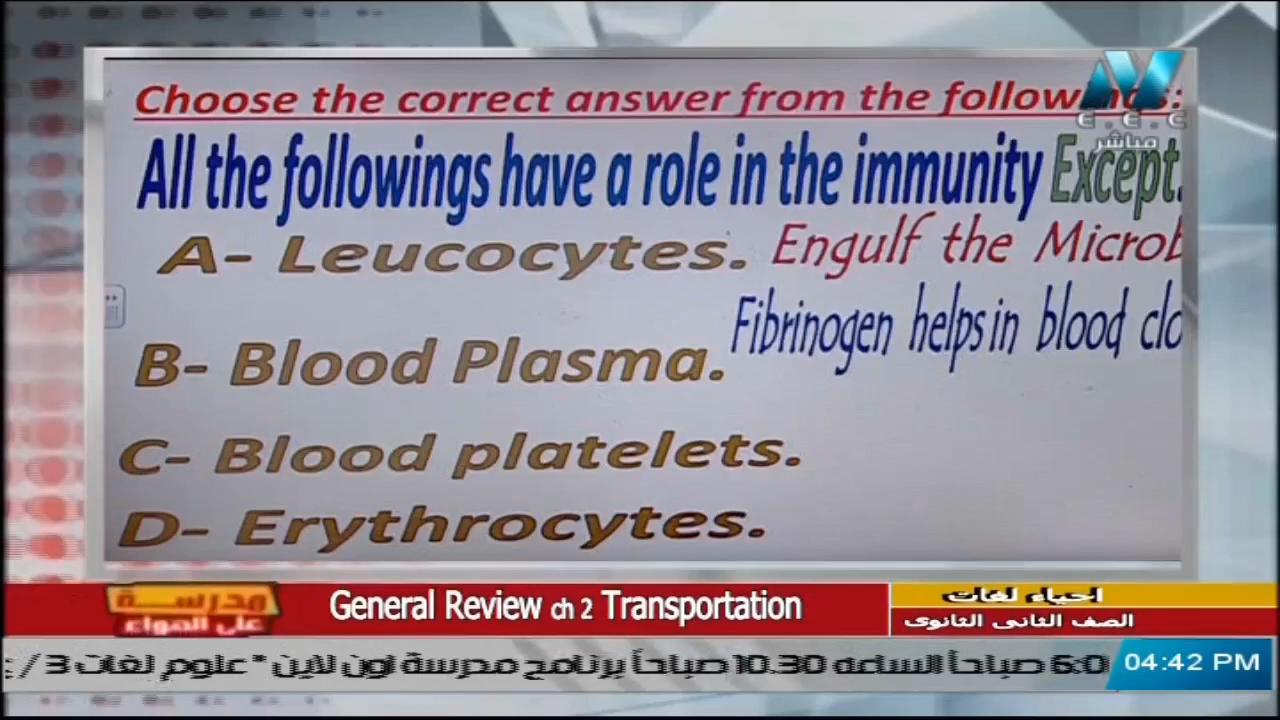 Choose the correct answer from the followings:
E.E.C
مباشر
All the followings have a role in the immunity Except.
A- Leucocytes. Engulf the Microb
Fibrinogen helps in blood clo
B- Blood Plasma.
C- Blood platelets.
D- Erythrocytes.
مدرسة
على الهواء
General Review ch 2 Transportation
احياء لغات
الصف الثانى الثانوى
6:0 صباحاً الساعه 10.30 صباحاً برنامج مدرسة اون لاين * علوم لغات 3 /
04:42 PM